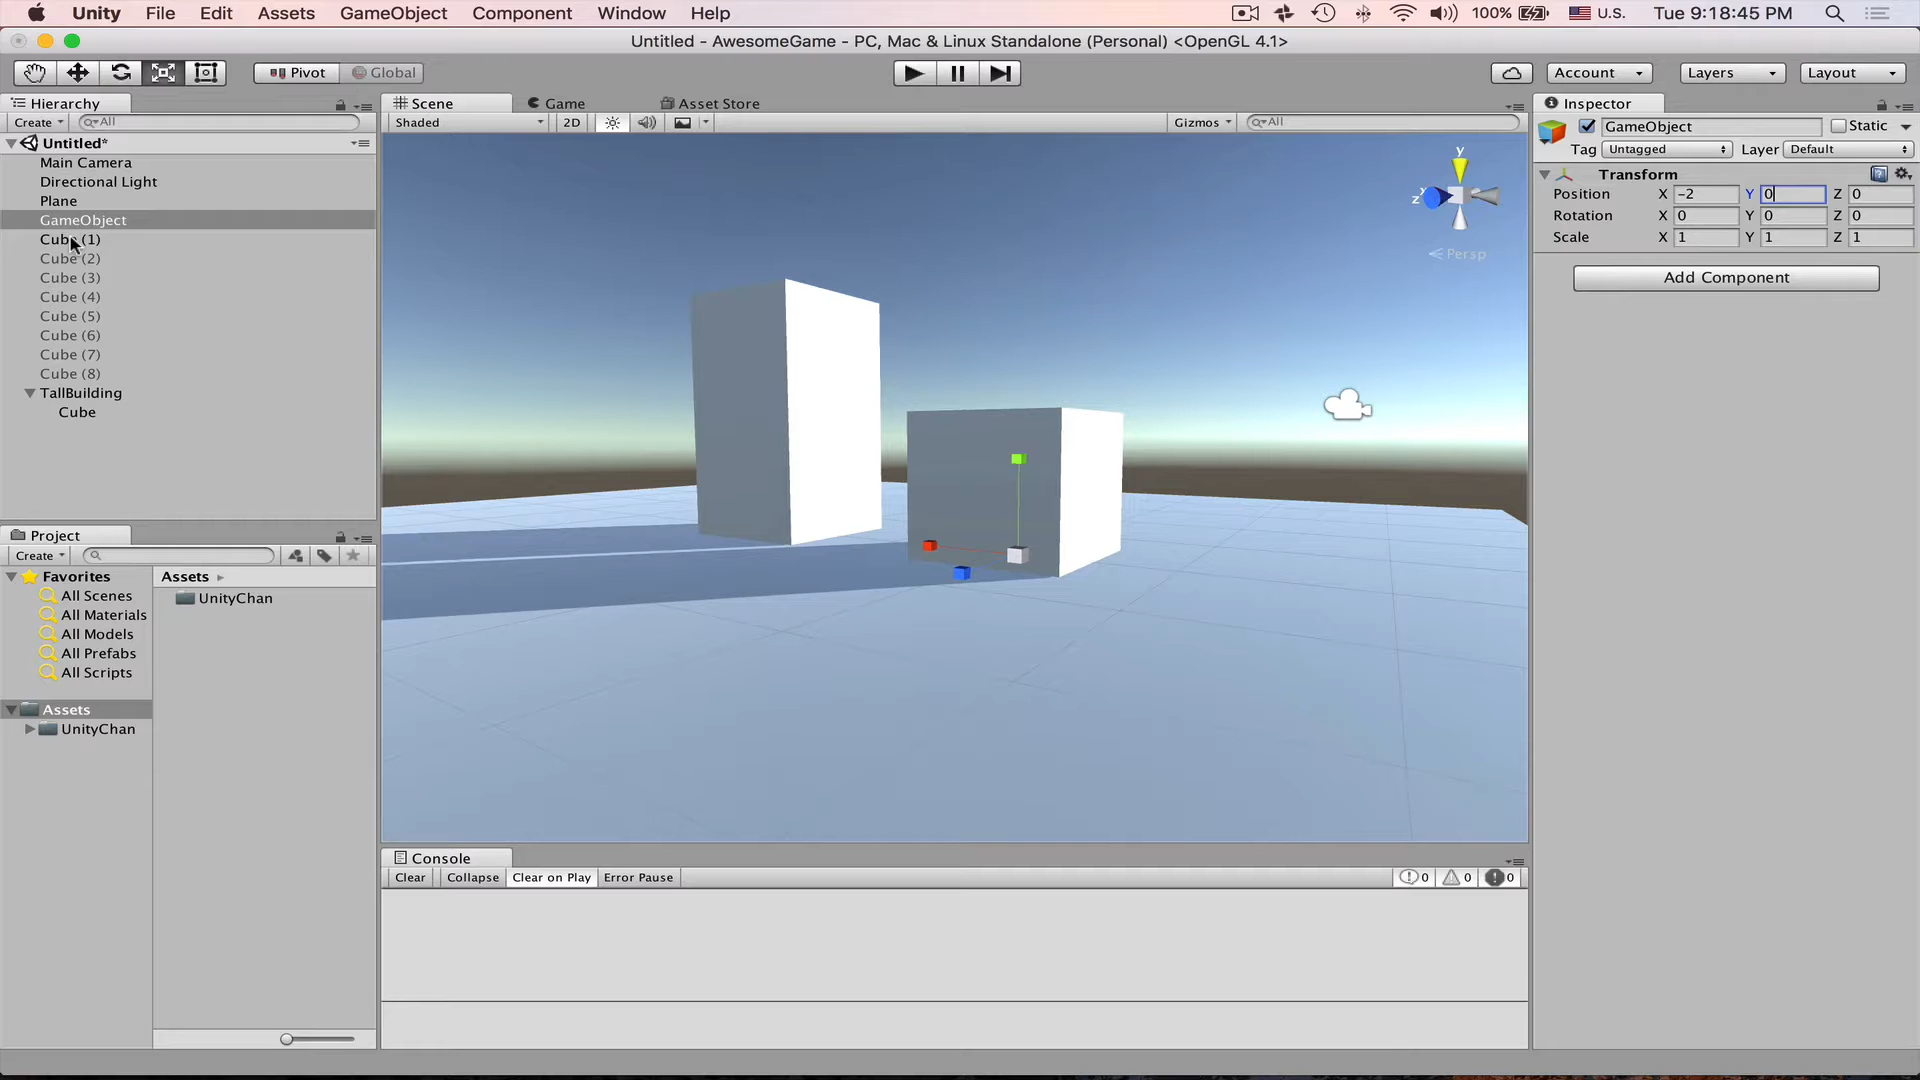 Unity File Edit Assets GameObject Component Window Help 100% U.S. Tue 9:18:45 PM
Untitled - AwesomeGame - PC, Mac & Linux Standalone (Personal) <OpenGL 4.1>
Pivot Global Account Layers Layout
Hierarchy
Create All
Untitled*
Main Camera
Directional Light
Plane
GameObject
Cube (1)
Cube (2)
Cube (3)
Cube (4)
Cube (5)
Cube (6)
Cube (7)
Cube (8)
TallBuilding
Cube
Project
Create
Favorites
All Scenes
All Materials
All Models
All Prefabs
All Scripts
Assets
UnityChan
Assets
UnityChan
Scene Game Asset Store
Shaded 2D Gizmos All
y
z
Persp
Console
Clear Collapse Clear on Play Error Pause 0 0 0
Inspector
GameObject Static
Tag Untagged Layer Default
Transform
Position X -2 Y 0 Z 0
Rotation X 0 Y 0 Z 0
Scale X 1 Y 1 Z 1
Add Component